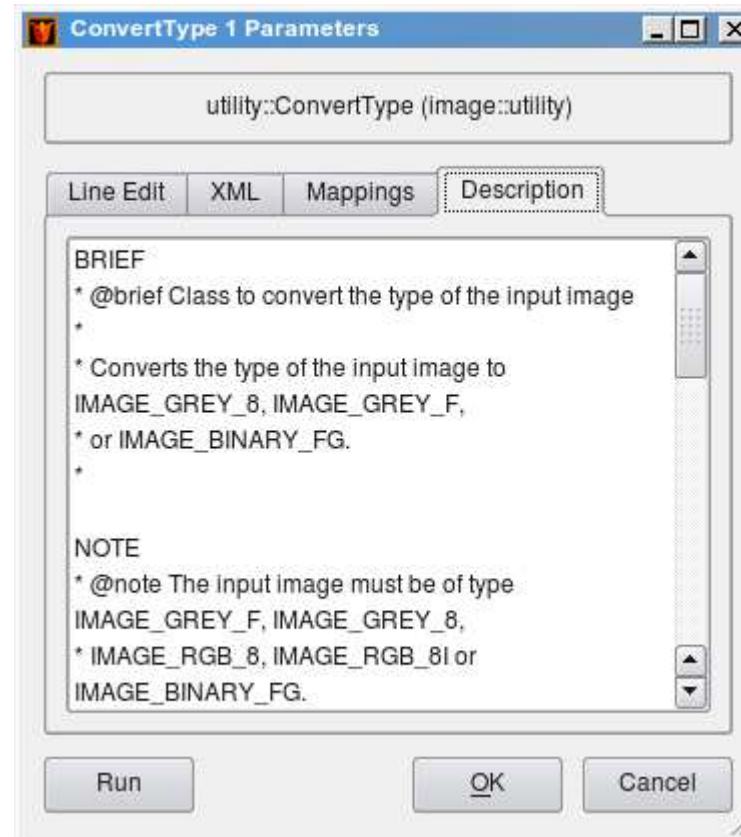 ConvertType 1 Parameters
utility::ConvertType (image::utility)
Line Edit XML Mappings Description
BRIEF
* @brief Class to convert the type of the input image
*
* Converts the type of the input image to
IMAGE_GREY_8, IMAGE_GREY_F,
* or IMAGE_BINARY_FG.
*
NOTE
* @note The input image must be of type
IMAGE_GREY_F, IMAGE_GREY_8,
* IMAGE_RGB_8, IMAGE_RGB_8I or
IMAGE_BINARY_FG.
Run OK Cancel